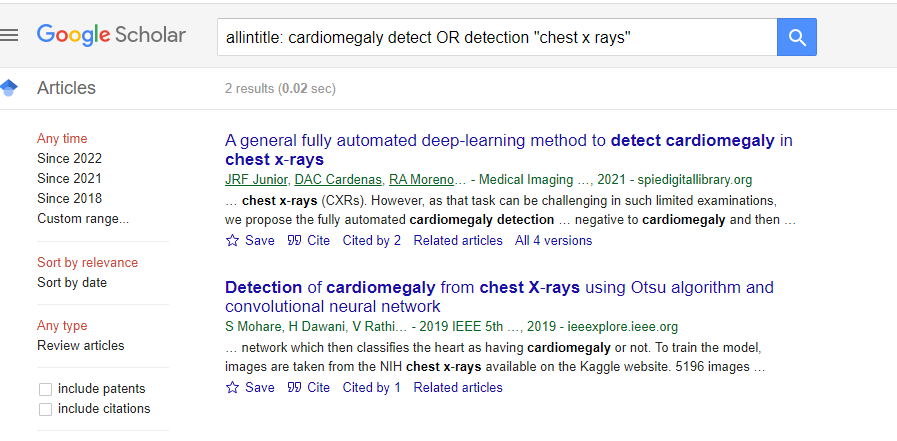 Google Scholar
allintitle: cardiomegaly detect OR detection "chest x rays"
Articles
2 results (0.02 sec)
Any time
Since 2022
Since 2021
Since 2018
Custom range...
Sort by relevance
Sort by date
Any type
Review articles
include patents
include citations
A general fully automated deep-learning method to detect cardiomegaly in
chest x-rays
JRF Junior, DAC Cardenas, RA Moreno… - Medical Imaging …, 2021 - spiedigitallibrary.org
… chest x-rays (CXRs). However, as that task can be challenging in such limited examinations,
we propose the fully automated cardiomegaly detection … negative to cardiomegaly and then …
Save Cite Cited by 2 Related articles All 4 versions
Detection of cardiomegaly from chest X-rays using Otsu algorithm and
convolutional neural network
S Mohare, H Dawani, V Rathi… - 2019 IEEE 5th …, 2019 - ieeexplore.ieee.org
… network which then classifies the heart as having cardiomegaly or not. To train the model,
images are taken from the NIH chest x-rays available on the Kaggle website. 5196 images …
Save Cite Cited by 1 Related articles